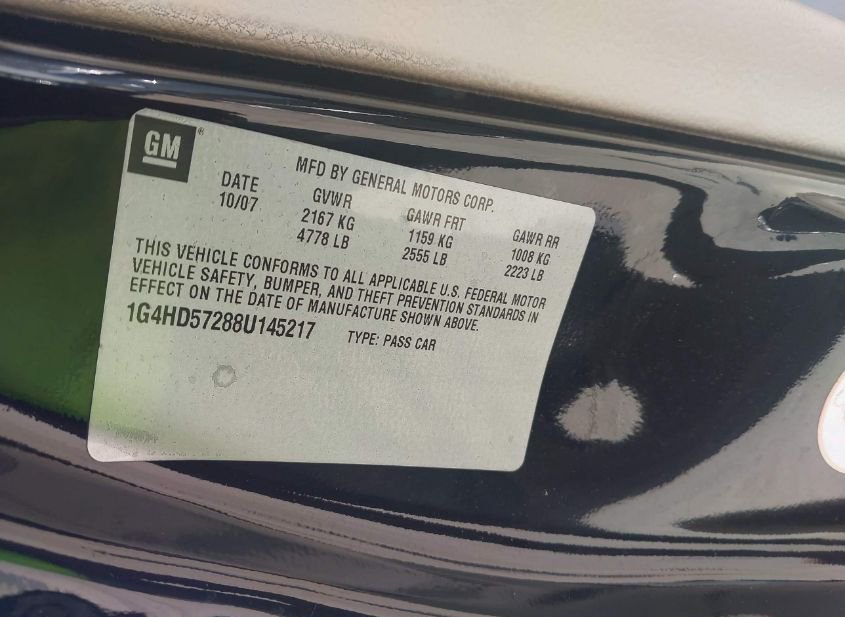 GM
MFD BY GENERAL MOTORS CORP.
DATE GVWR GAWR FRT GAWR RR
10/07 2167 KG 1159 KG 1008 KG
4778 LB 2555 LB 2223 LB
THIS VEHICLE CONFORMS TO ALL APPLICABLE U.S. FEDERAL MOTOR
VEHICLE SAFETY, BUMPER, AND THEFT PREVENTION STANDARDS IN
EFFECT ON THE DATE OF MANUFACTURE SHOWN ABOVE.
1G4HD57288U145217 TYPE: PASS CAR